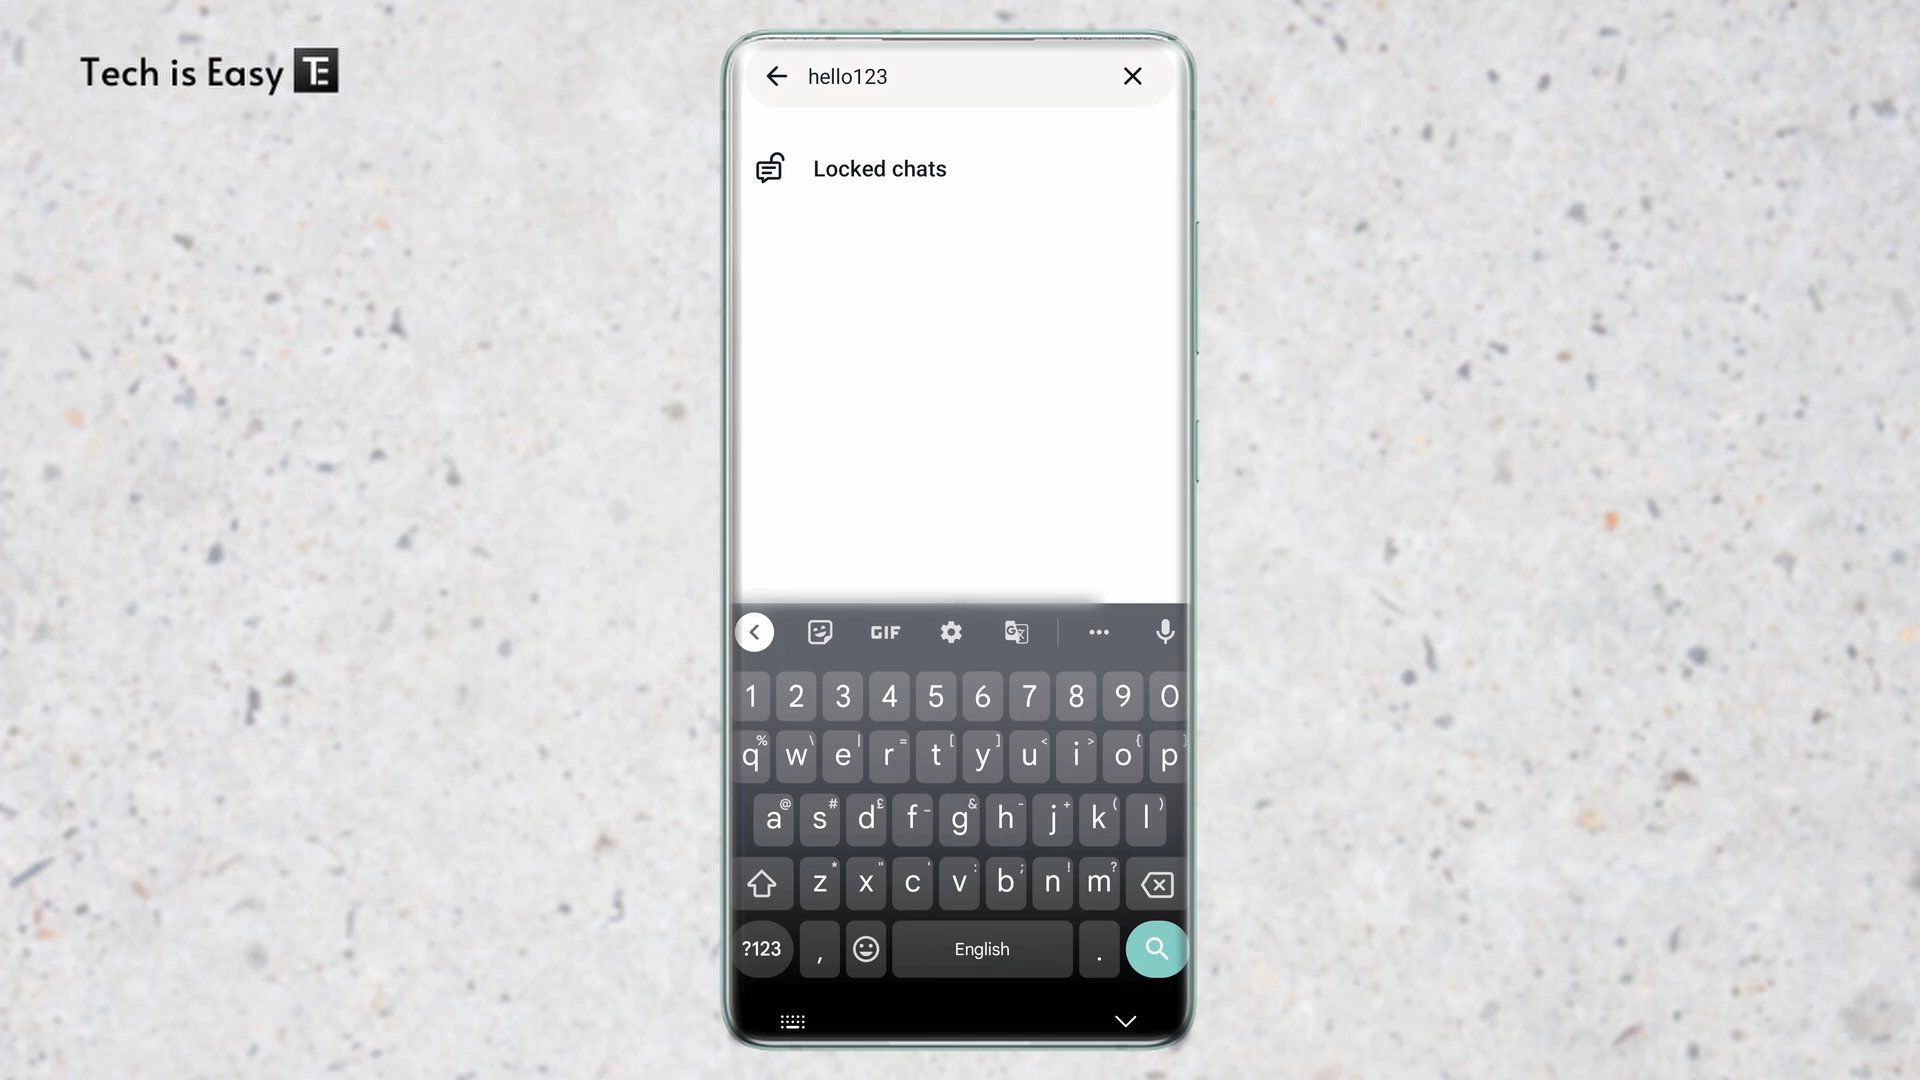 Tech is Easy TE
hello123
Locked chats
GIF
1 2 3 4 5 6 7 8 9 0
q% w\ e| r= t[ y] u< i> o{ p}
a@ s# d£ f- g& h- j+ k( l)
z* x" c' v: b; n! m?
?123 , English .